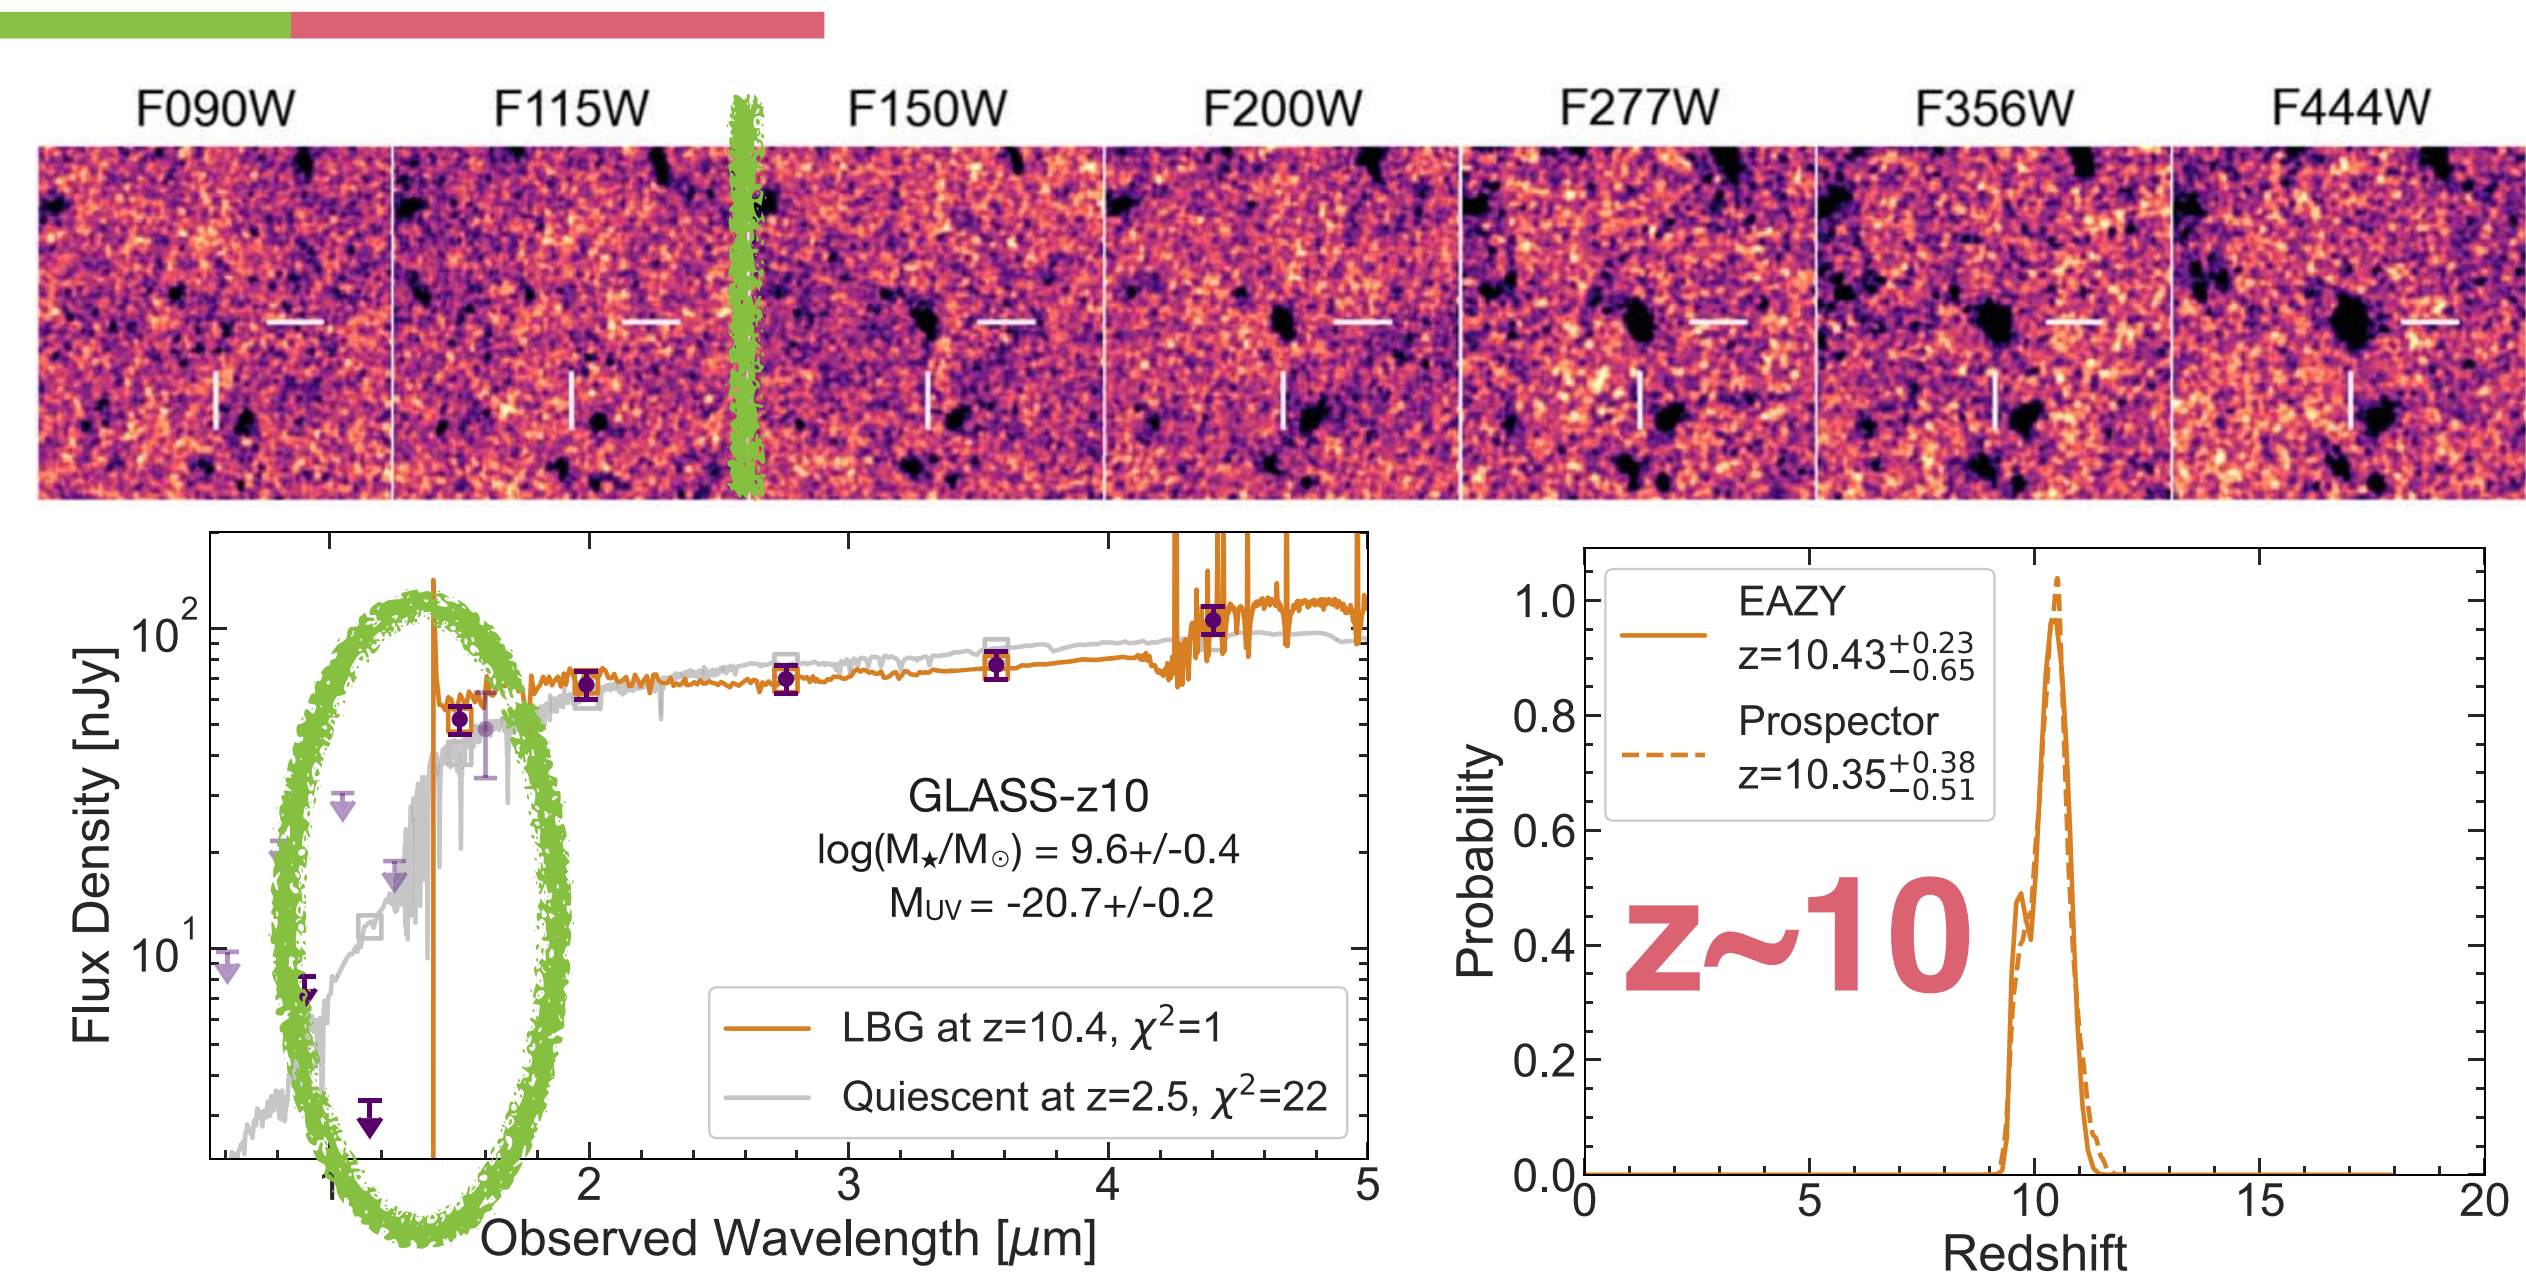 F090W F115W F150W F200W F277W F356W F444W
Flux Density [nJy]
10²
10¹
GLASS-z10
log(M★/M☉) = 9.6+/-0.4
M_UV = -20.7+/-0.2
LBG at z=10.4, χ²=1
Quiescent at z=2.5, χ²=22
1 2 3 4 5
Observed Wavelength [μm]
Probability
1.0
0.8
0.6
0.4
0.2
0.0
EAZY
z=10.43^{+0.23}_{−0.65}
Prospector
z=10.35^{+0.38}_{−0.51}
z~10
0 5 10 15 20
Redshift